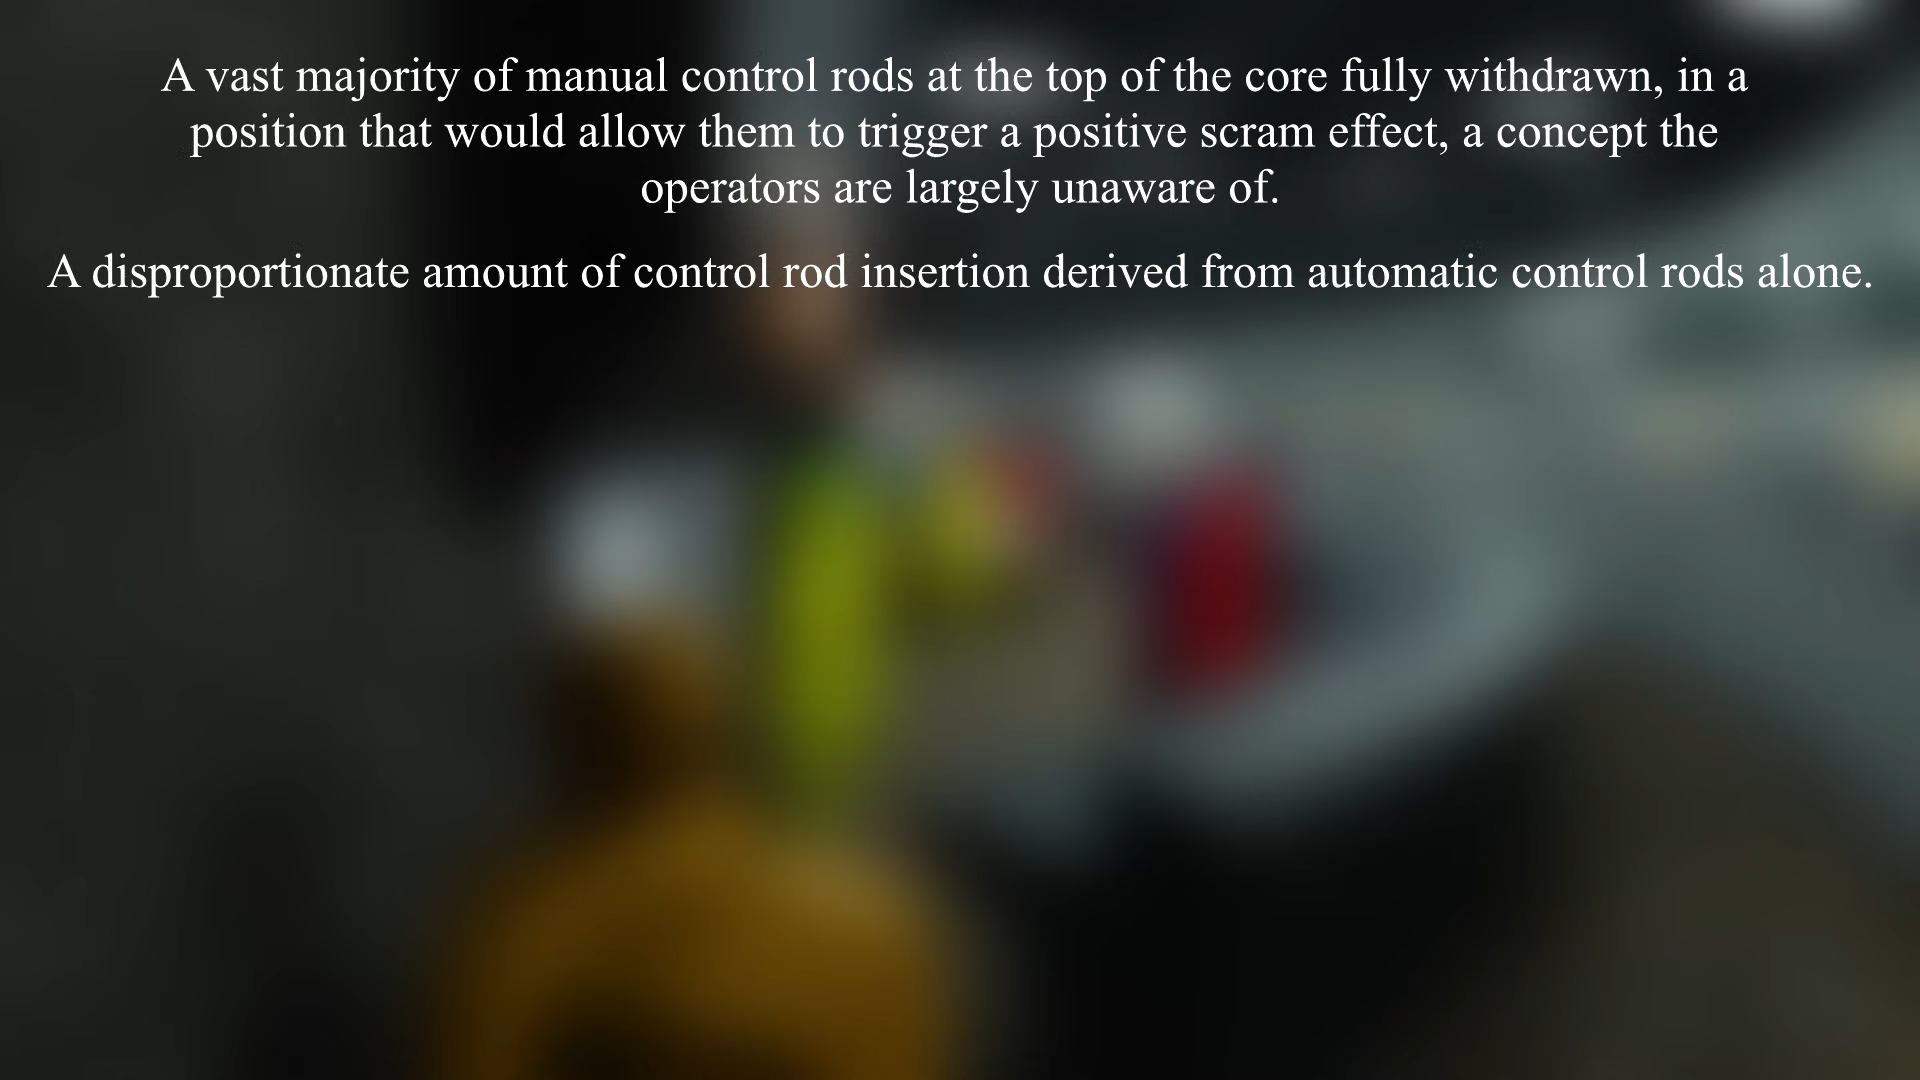 A vast majority of manual control rods at the top of the core fully withdrawn, in a
position that would allow them to trigger a positive scram effect, a concept the
operators are largely unaware of.
A disproportionate amount of control rod insertion derived from automatic control rods alone.